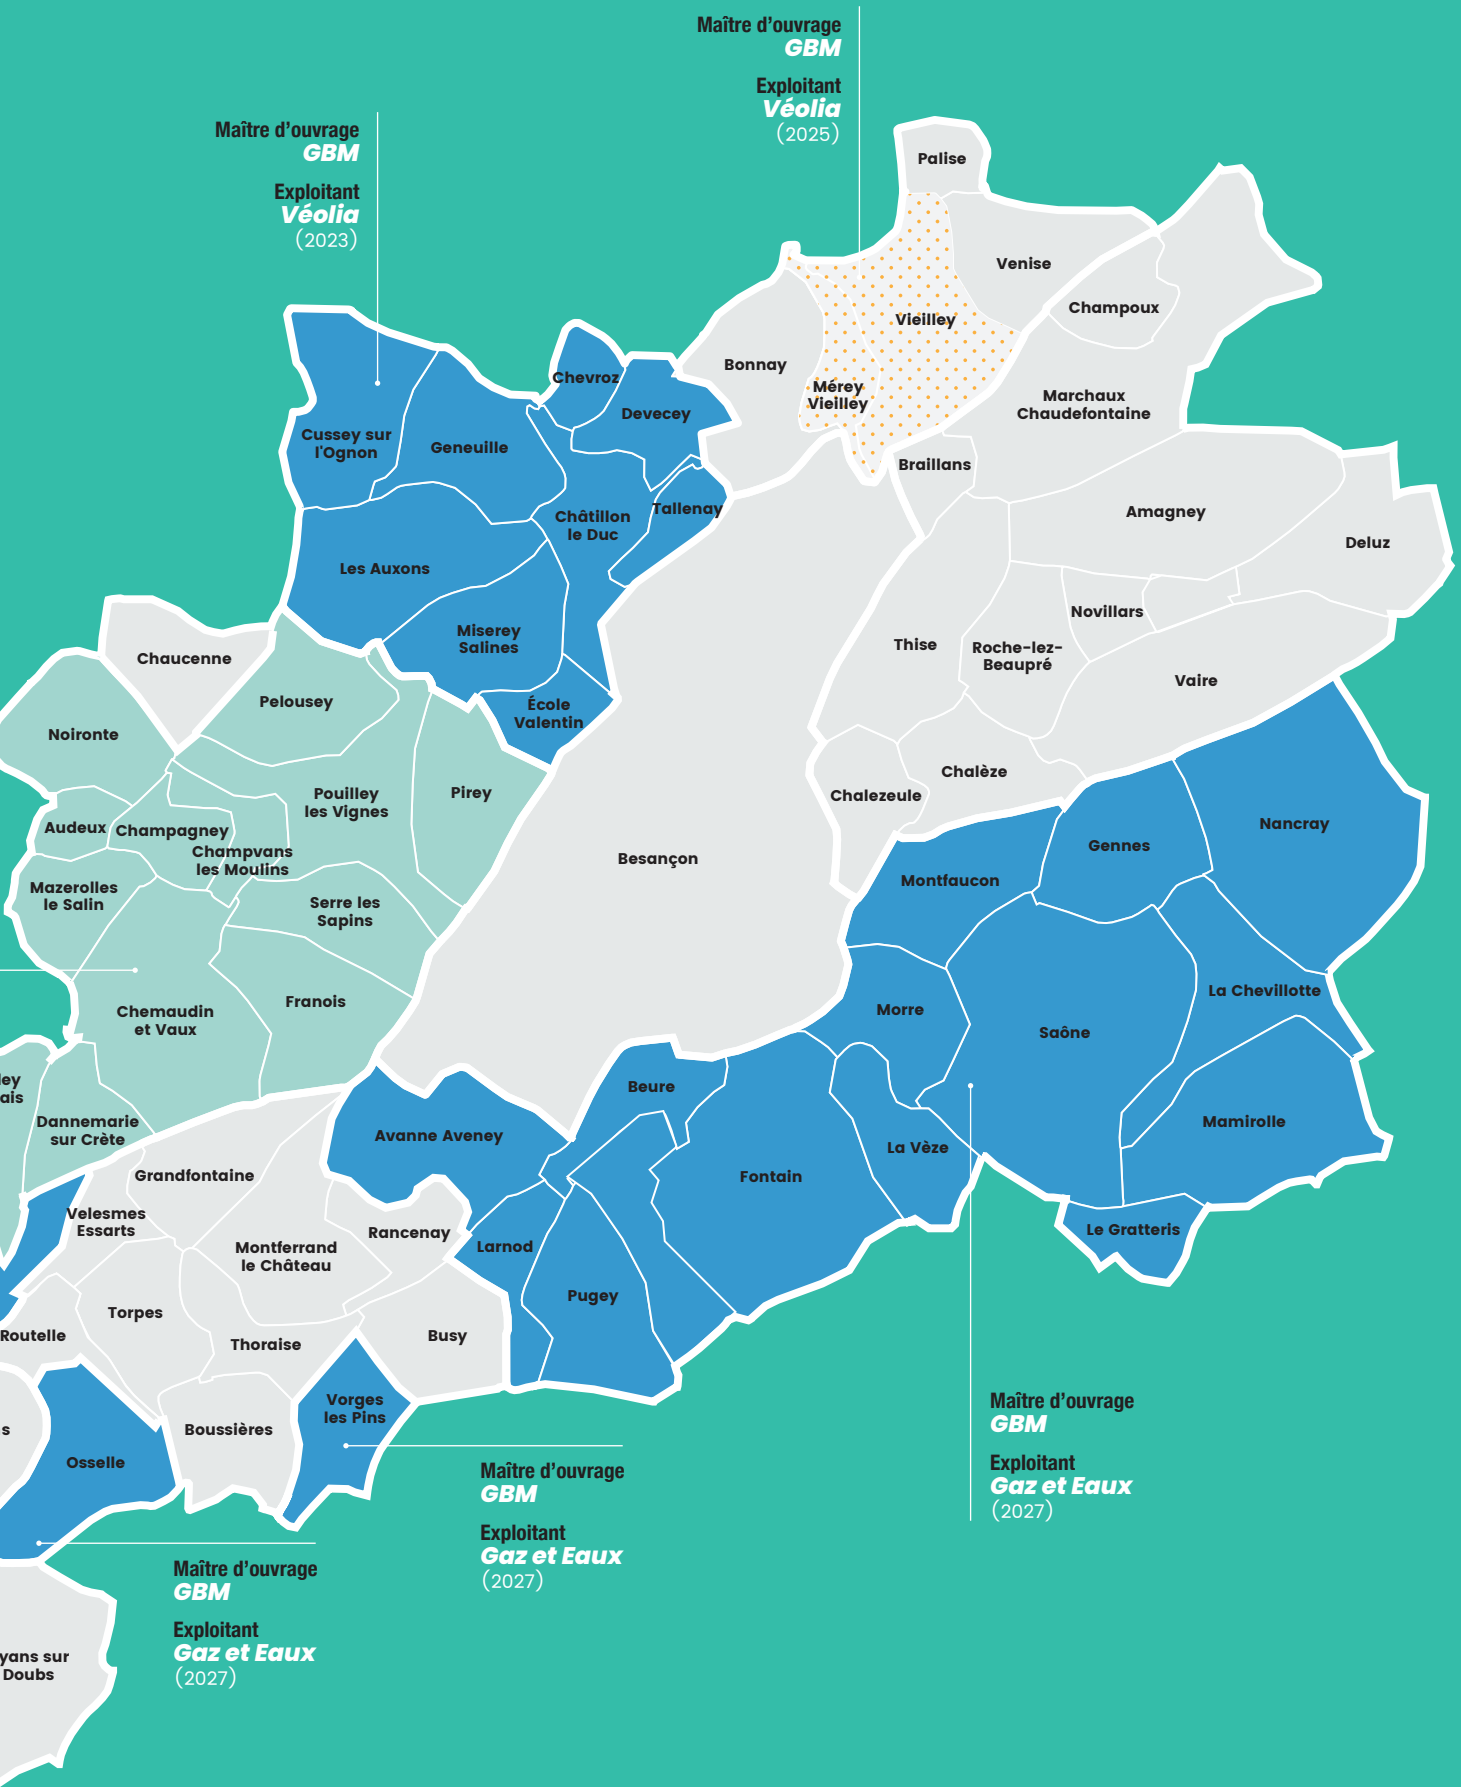 Maître d'ouvrage
GBM
Exploitant
Véolia
(2025)
Maître d'ouvrage
GBM
Exploitant
Véolia
(2023)
Palise
Venise
Champoux
Vieilley
Bonnay
Mérey
Vieilley
Marchaux
Chaudefontaine
Chevroz
Devecey
Cussey sur
l'Ognon
Geneuille
Braillans
Châtillon
le Duc
Tallenay
Amagney
Deluz
Les Auxons
Novillars
Miserey
Salines
Thise
Roche-lez-
Beaupré
Chaucenne
Vaire
Pelousey
École
Valentin
Noironte
Chalèze
Pouilley
les Vignes
Pirey
Chalezeule
Audeux
Champagney
Nancray
Champvans
les Moulins
Besançon
Gennes
Mazerolles
le Salin
Montfaucon
Serre les
Sapins
Franois
La Chevillotte
Chemaudin
et Vaux
Morre
Saône
ley
ais
Beure
Dannemarie
sur Crète
Avanne Aveney
Mamirolle
La Vèze
Grandfontaine
Fontain
Velesmes
Essarts
Rancenay
Le Gratteris
Montferrand
le Château
Larnod
Torpes
Pugey
Routelle
Thoraise
Busy
Vorges
les Pins
Maître d'ouvrage
GBM
Exploitant
Gaz et Eaux
(2027)
s
Boussières
Osselle
Maître d'ouvrage
GBM
Exploitant
Gaz et Eaux
(2027)
Maître d'ouvrage
GBM
Exploitant
Gaz et Eaux
(2027)
yans sur
Doubs